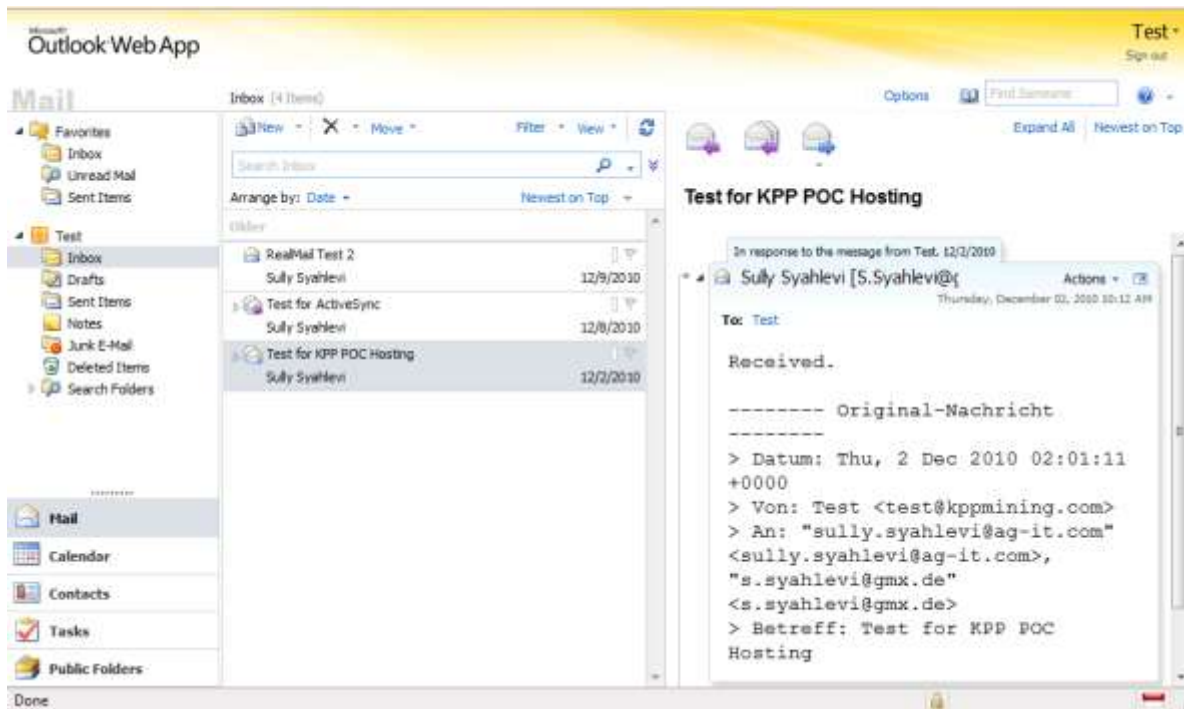 Microsoft
Outlook Web App
Test
Sign out
Mail
Inbox (4 Items)
Options
Find Someone
Favorites
Inbox
Unread Mail
Sent Items
Test
Inbox
Drafts
Sent Items
Notes
Junk E-Mail
Deleted Items
Search Folders
Mail
Calendar
Contacts
Tasks
Public Folders
New
Move
Filter
View
Search Inbox
Arrange by: Date
Newest on Top
Older
RealMail Test 2
Sully Syahlevi 12/9/2010
Test for ActiveSync
Sully Syahlevi 12/8/2010
Test for KPP POC Hosting
Sully Syahlevi 12/2/2010
Expand All Newest on Top
Test for KPP POC Hosting
In response to the message from Test, 12/2/2010
Sully Syahlevi [S.Syahlevi@g
Actions
Thursday, December 02, 2010 10:12 AM
To: Test
Received.
-------- Original-Nachricht
--------
> Datum: Thu, 2 Dec 2010 02:01:11
+0000
> Von: Test <test@kppmining.com>
> An: "sully.syahlevi@ag-it.com"
<sully.syahlevi@ag-it.com>,
"s.syahlevi@gmx.de"
<s.syahlevi@gmx.de>
> Betreff: Test for KPP POC
Hosting
Done